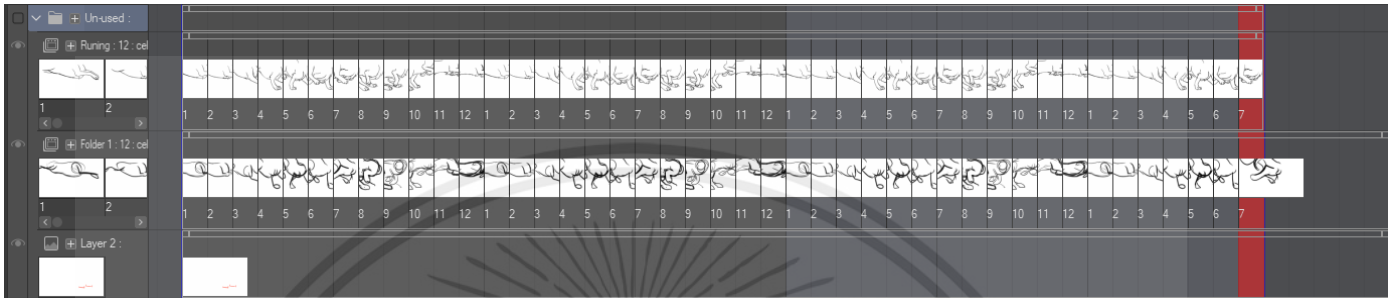 Un-used :
Runing : 12 : cel
1 2
1 2 3 4 5 6 7 8 9 10 11 12 1 2 3 4 5 6 7 8 9 10 11 12 1 2 3 4 5 6 7 8 9 10 11 12 1 2 3 4 5 6 7
Folder 1 : 12 : cel
1 2
1 2 3 4 5 6 7 8 9 10 11 12 1 2 3 4 5 6 7 8 9 10 11 12 1 2 3 4 5 6 7 8 9 10 11 12 1 2 3 4 5 6 7
Layer 2 :